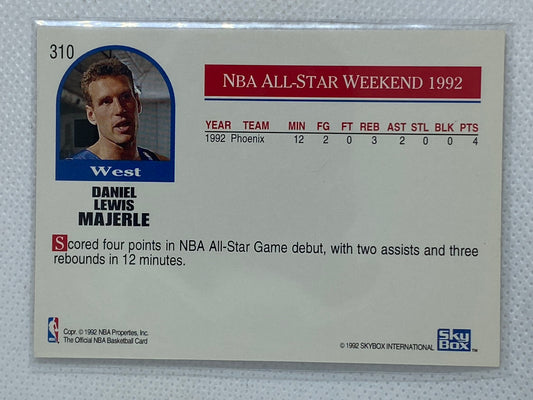 310
NBA ALL-STAR WEEKEND 1992
YEAR TEAM MIN FG FT REB AST STL BLK PTS
1992 Phoenix 12 2 0 3 2 0 0 4
West
DANIEL
LEWIS
MAJERLE
Scored four points in NBA All-Star Game debut, with two assists and three
rebounds in 12 minutes.
Copr. © 1992 NBA Properties, Inc.
The Official NBA Basketball Card
© 1992 SKYBOX INTERNATIONAL
Sky
Box ™